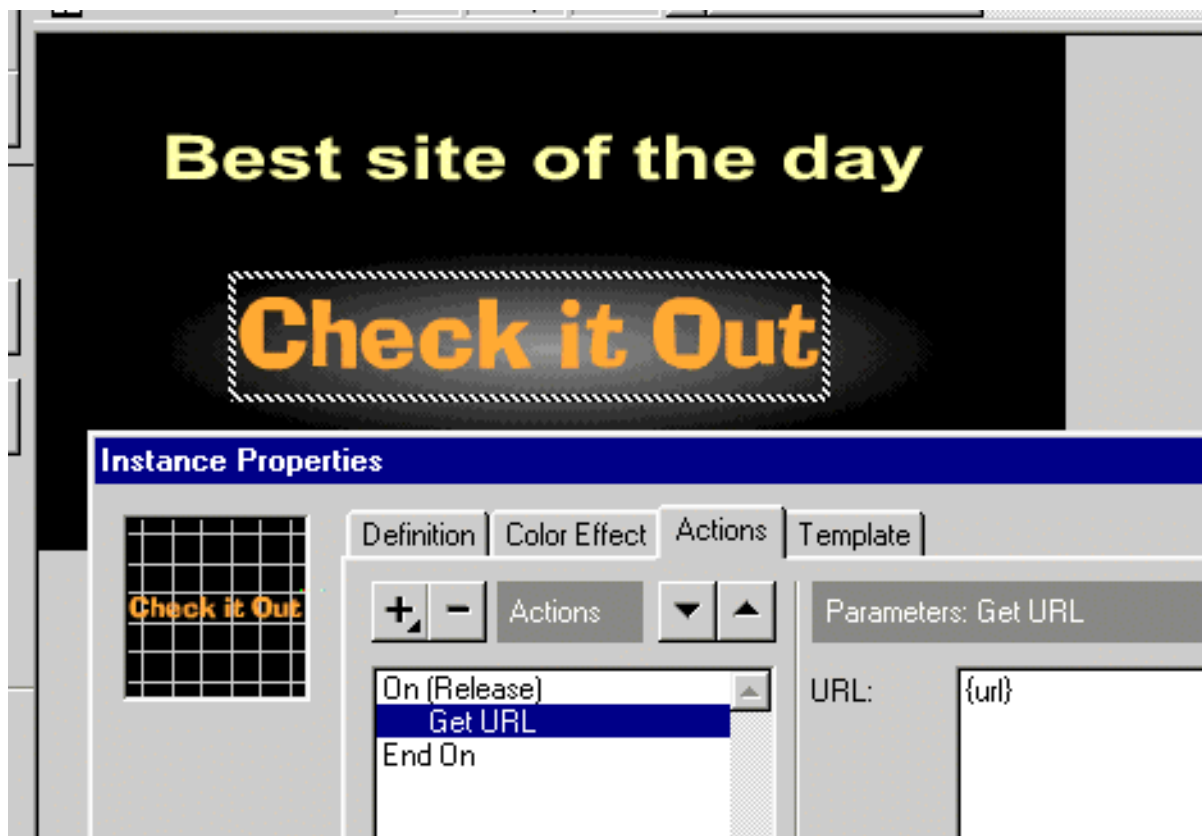 Best site of the day
Check it Out
Instance Properties
Definition Color Effect Actions Template
Check it Out
+ - Actions Parameters: Get URL
On (Release)
Get URL
End On
URL: {url}